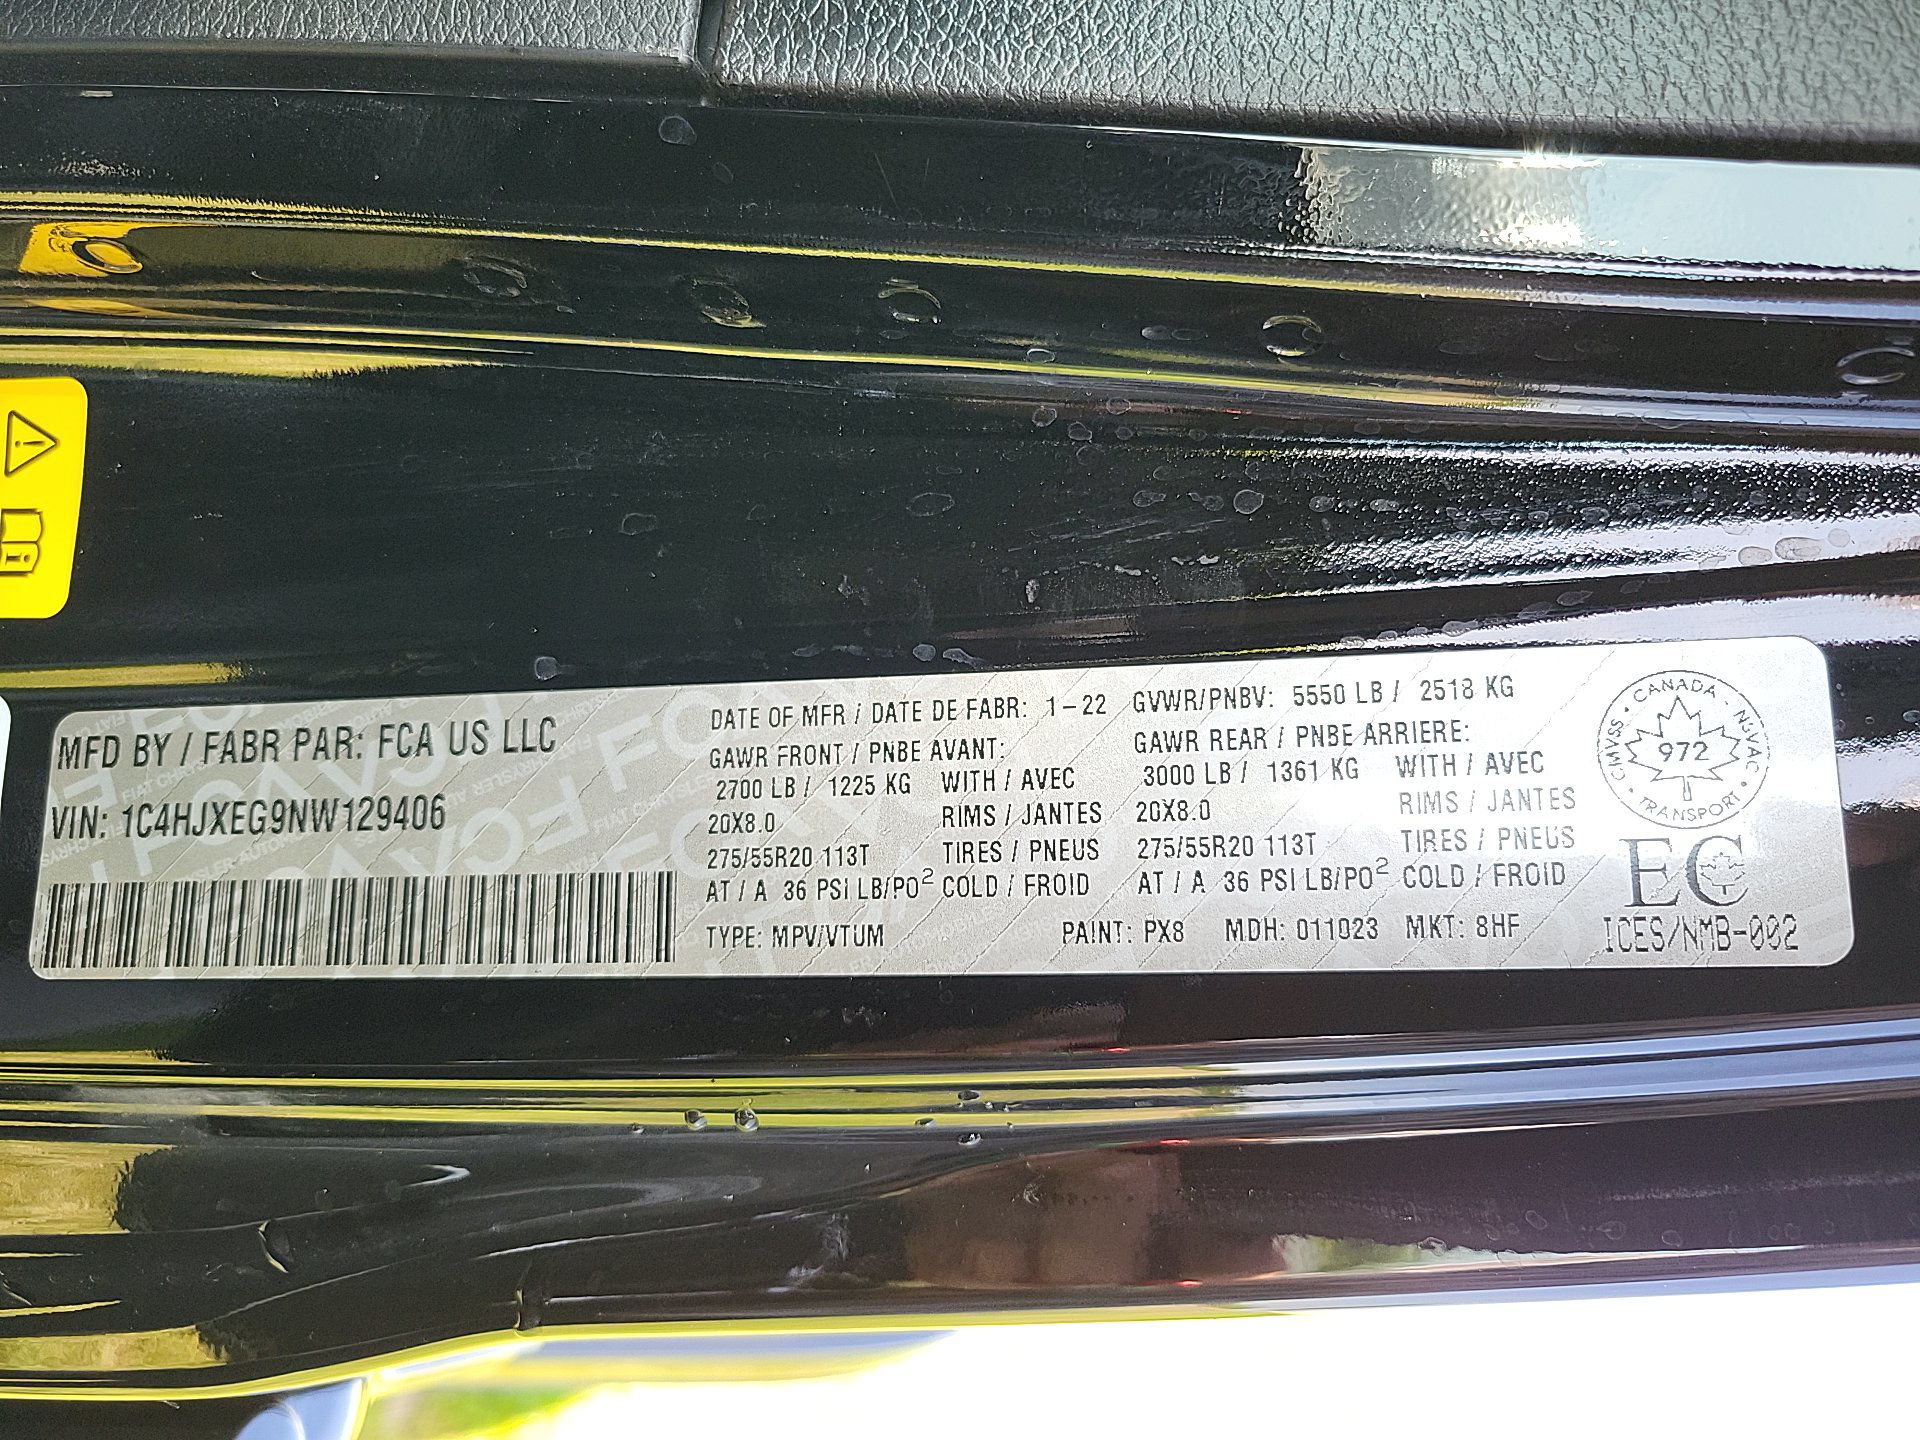 MFD BY / FABR PAR: FCA US LLC
VIN: 1C4HJXEG9NW129406
DATE OF MFR / DATE DE FABR: 1-22 GVWR/PNBV: 5550 LB / 2518 KG
GAWR FRONT / PNBE AVANT: GAWR REAR / PNBE ARRIERE:
2700 LB / 1225 KG WITH / AVEC 3000 LB / 1361 KG WITH / AVEC
20X8.0 RIMS / JANTES 20X8.0 RIMS / JANTES
275/55R20 113T TIRES / PNEUS 275/55R20 113T TIRES / PNEUS
AT / A 36 PSI LB/PO² COLD / FROID AT / A 36 PSI LB/PO² COLD / FROID
TYPE: MPV/VTUM PAINT: PX8 MDH: 011023 MKT: 8HF
CANADA - NSVAC
CMVSS
972
TRANSPORT
EC
ICES/NMB-002